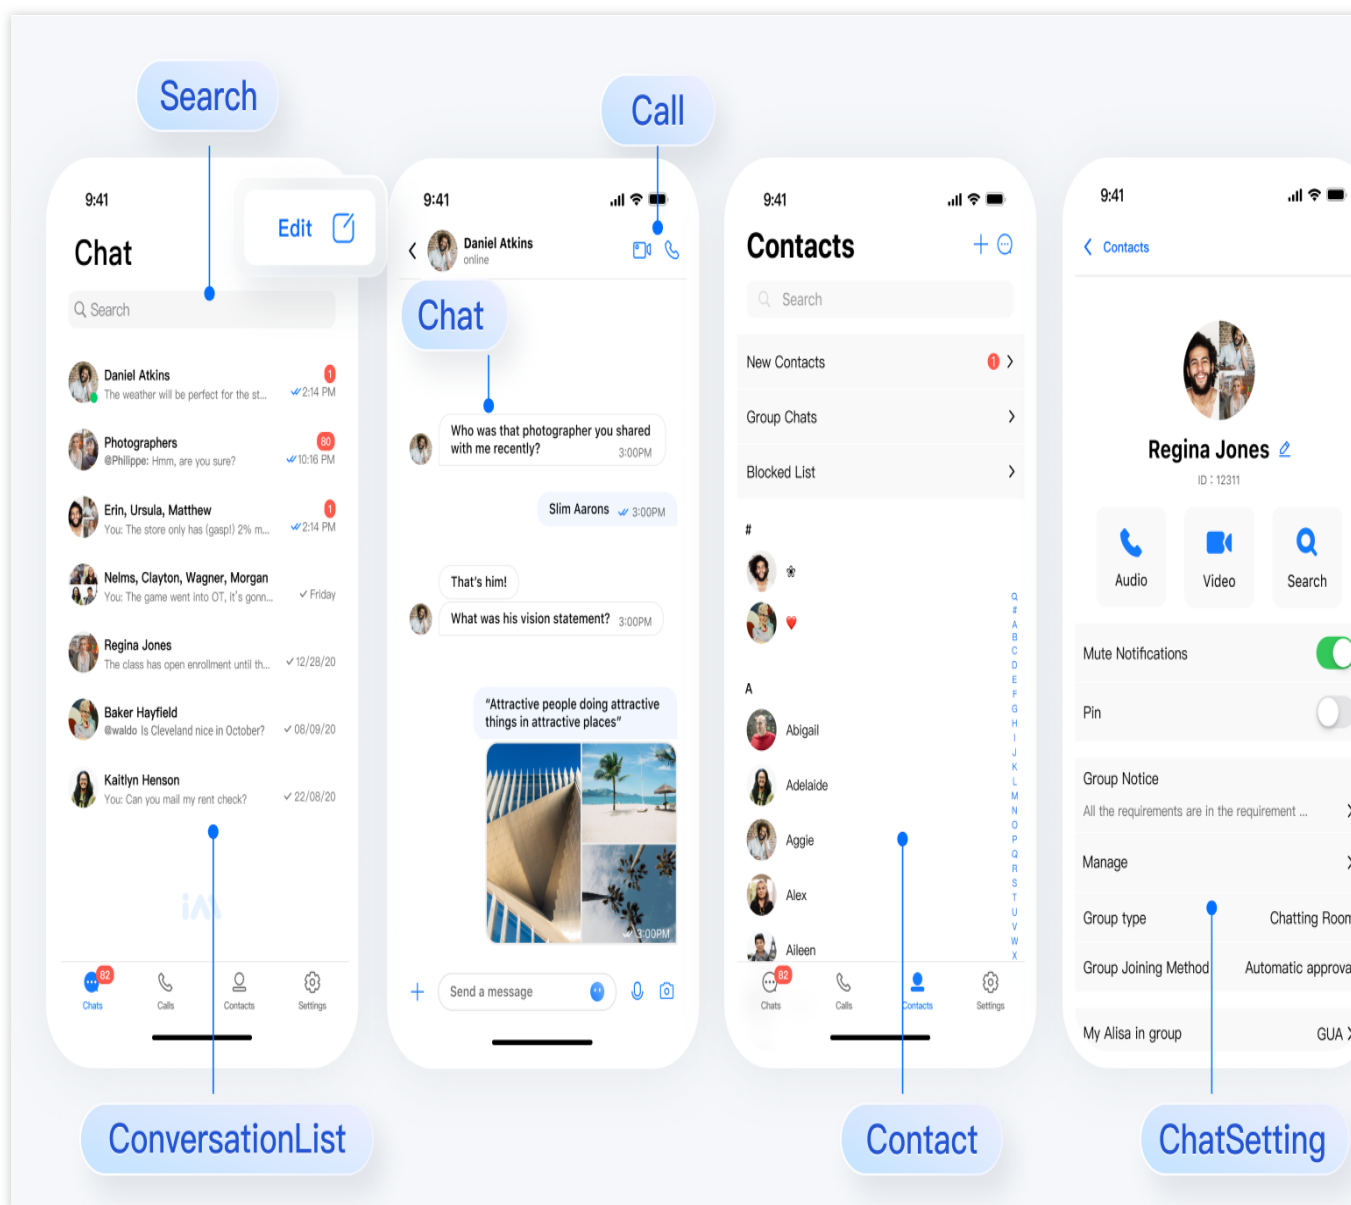 Search
Call
9:41
Edit
Chat
Search
Daniel Atkins
1
The weather will be perfect for the st...
2:14 PM
Photographers
80
@Philippe: Hmm, are you sure?
10:16 PM
Erin, Ursula, Matthew
1
You: The store only has (gasp!) 2% m...
2:14 PM
Nelms, Clayton, Wagner, Morgan
You: The game went into OT, it's gonn...
Friday
Regina Jones
The class has open enrollment until th...
12/28/20
Baker Hayfield
@waldo Is Cleveland nice in October?
08/09/20
Kaitlyn Henson
You: Can you mail my rent check?
22/08/20
iM
82
Chats
Calls
Contacts
Settings
ConversationList
9:41
Daniel Atkins
online
Chat
Who was that photographer you shared
with me recently?
3:00PM
Slim Aarons
3:00PM
That's him!
What was his vision statement?
3:00PM
“Attractive people doing attractive
things in attractive places”
3:00PM
Send a message
9:41
Contacts
Search
New Contacts
1
Group Chats
Blocked List
#
A
Abigail
Adelaide
Aggie
Alex
Aileen
#
A
B
C
D
E
F
G
H
I
J
K
L
M
N
O
P
Q
R
S
T
U
V
W
X
82
Chats
Calls
Contacts
Settings
Contact
9:41
Contacts
Regina Jones
ID : 12311
Audio
Video
Search
Mute Notifications
Pin
Group Notice
All the requirements are in the requirement ...
Manage
Group type
Chatting Room
Group Joining Method
Automatic approva
My Alisa in group
GUA
ChatSetting